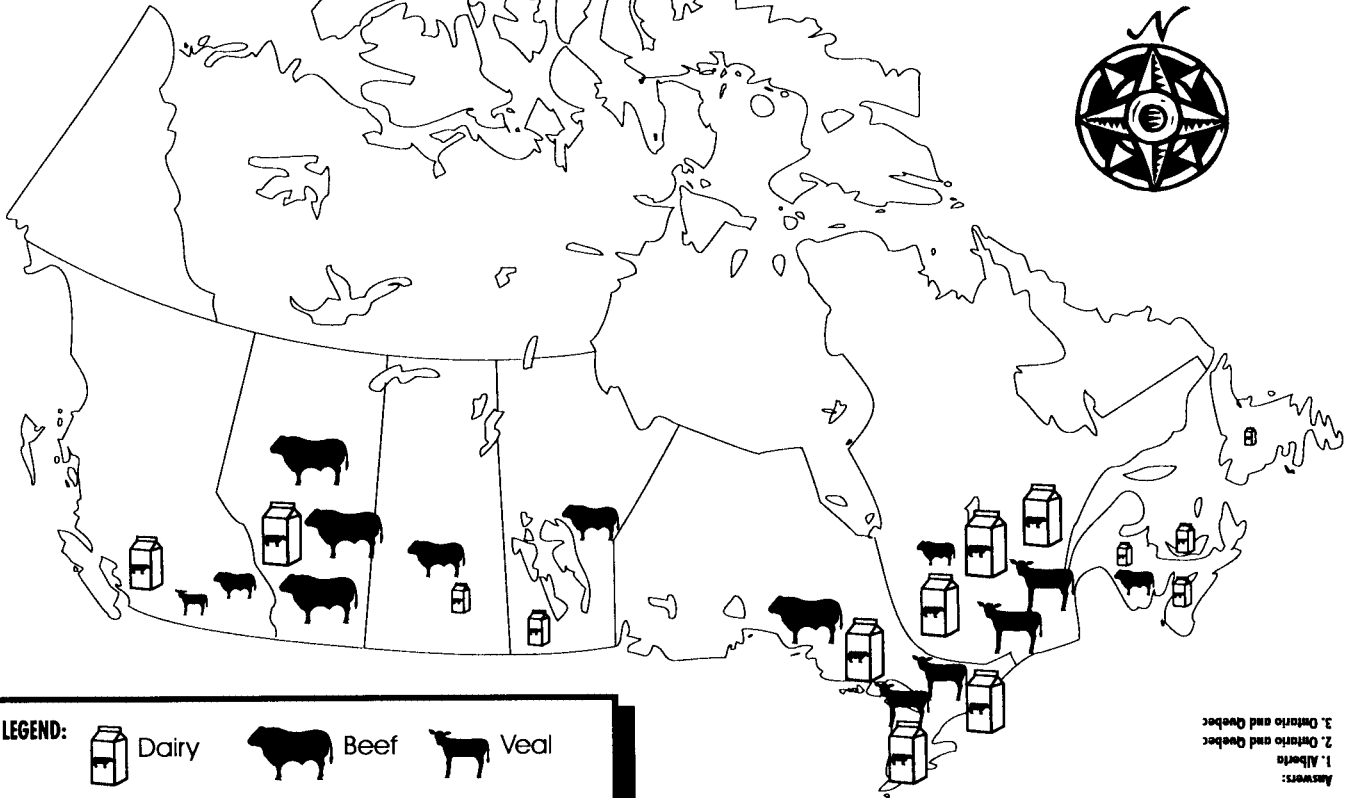 N
LEGEND:
Dairy
Beef
Veal
Answers:
1. Alberta
2. Ontario and Quebec
3. Ontario and Quebec